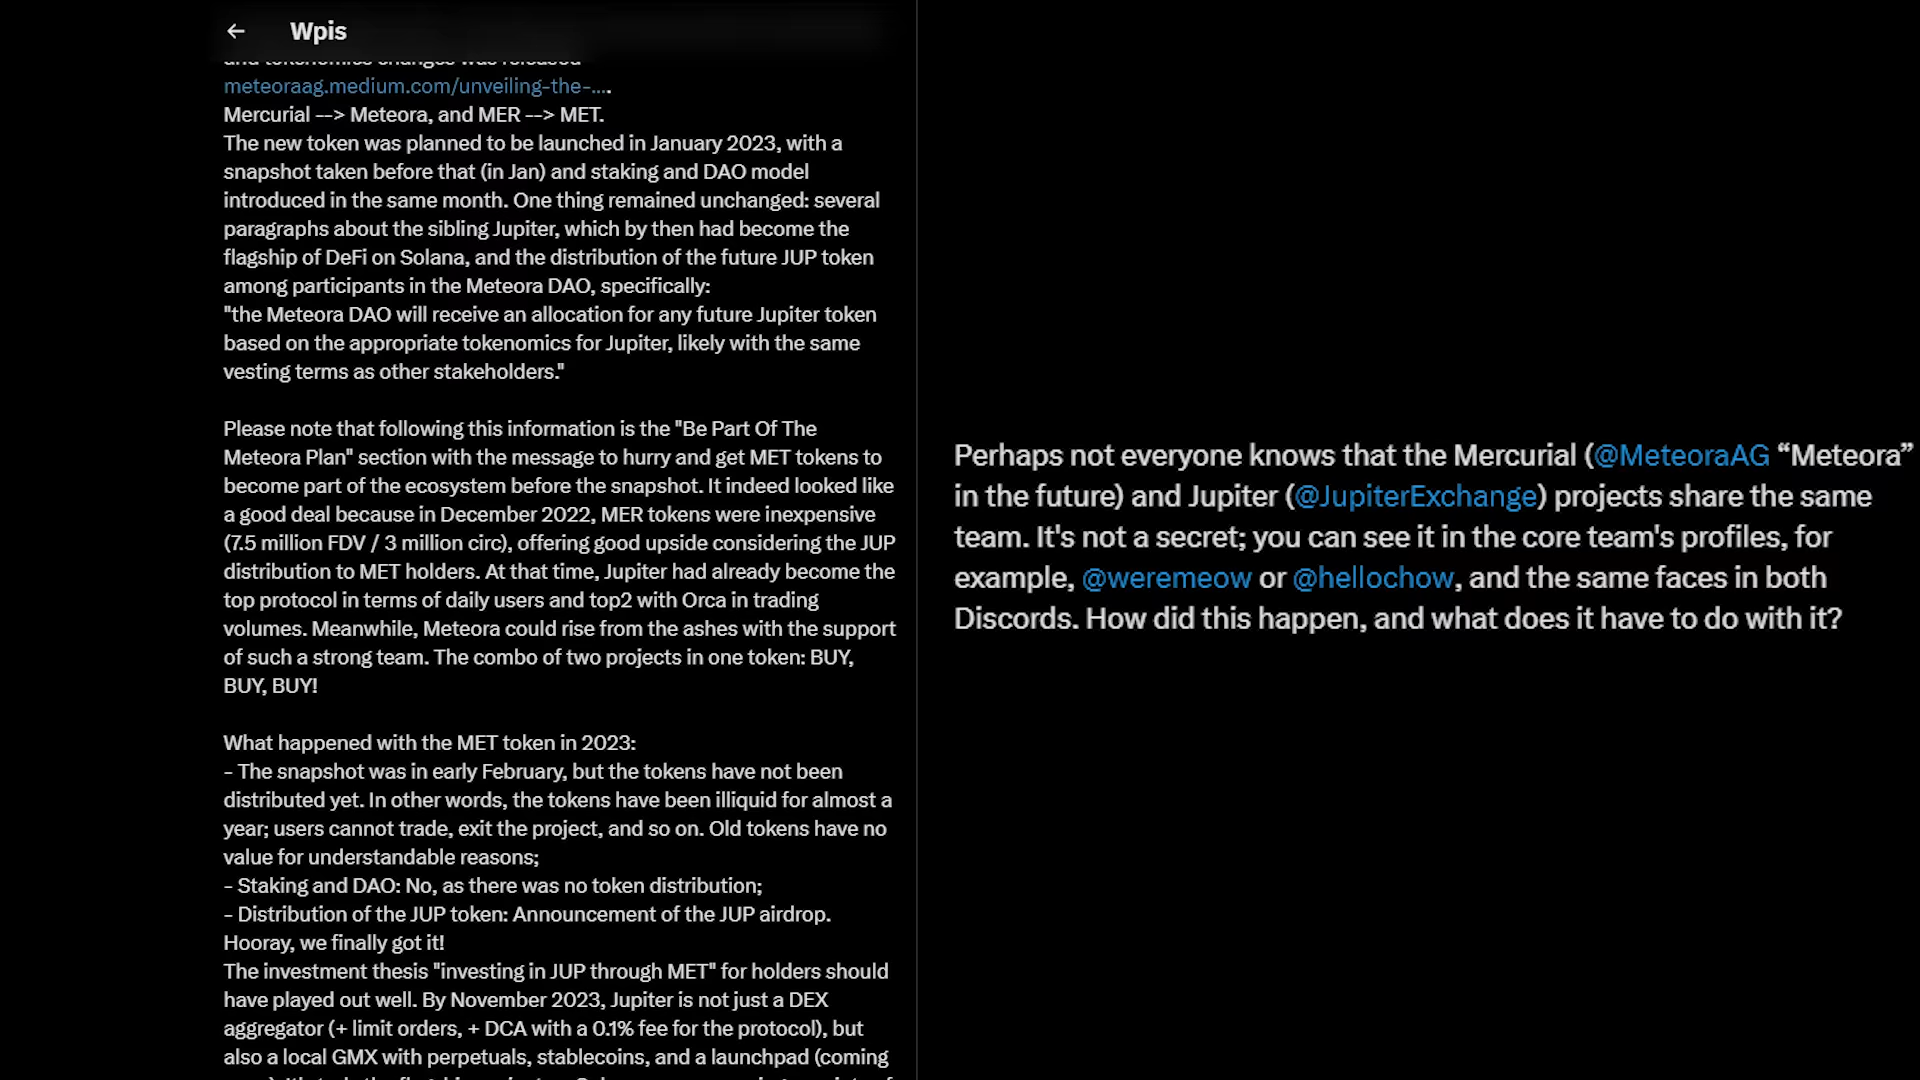 Wpis
and tokenomics changes was released
meteoraag.medium.com/unveiling-the-....
Mercurial --> Meteora, and MER --> MET.
The new token was planned to be launched in January 2023, with a
snapshot taken before that (in Jan) and staking and DAO model
introduced in the same month. One thing remained unchanged: several
paragraphs about the sibling Jupiter, which by then had become the
flagship of DeFi on Solana, and the distribution of the future JUP token
among participants in the Meteora DAO, specifically:
"the Meteora DAO will receive an allocation for any future Jupiter token
based on the appropriate tokenomics for Jupiter, likely with the same
vesting terms as other stakeholders."
Please note that following this information is the "Be Part Of The
Meteora Plan" section with the message to hurry and get MET tokens to
become part of the ecosystem before the snapshot. It indeed looked like
a good deal because in December 2022, MER tokens were inexpensive
(7.5 million FDV / 3 million circ), offering good upside considering the JUP
distribution to MET holders. At that time, Jupiter had already become the
top protocol in terms of daily users and top2 with Orca in trading
volumes. Meanwhile, Meteora could rise from the ashes with the support
of such a strong team. The combo of two projects in one token: BUY,
BUY, BUY!
What happened with the MET token in 2023:
- The snapshot was in early February, but the tokens have not been
distributed yet. In other words, the tokens have been illiquid for almost a
year; users cannot trade, exit the project, and so on. Old tokens have no
value for understandable reasons;
- Staking and DAO: No, as there was no token distribution;
- Distribution of the JUP token: Announcement of the JUP airdrop.
Hooray, we finally got it!
The investment thesis "investing in JUP through MET" for holders should
have played out well. By November 2023, Jupiter is not just a DEX
aggregator (+ limit orders, + DCA with a 0.1% fee for the protocol), but
also a local GMX with perpetuals, stablecoins, and a launchpad (coming
Perhaps not everyone knows that the Mercurial (@MeteoraAG “Meteora”
in the future) and Jupiter (@JupiterExchange) projects share the same
team. It's not a secret; you can see it in the core team's profiles, for
example, @weremeow or @hellochow, and the same faces in both
Discords. How did this happen, and what does it have to do with it?